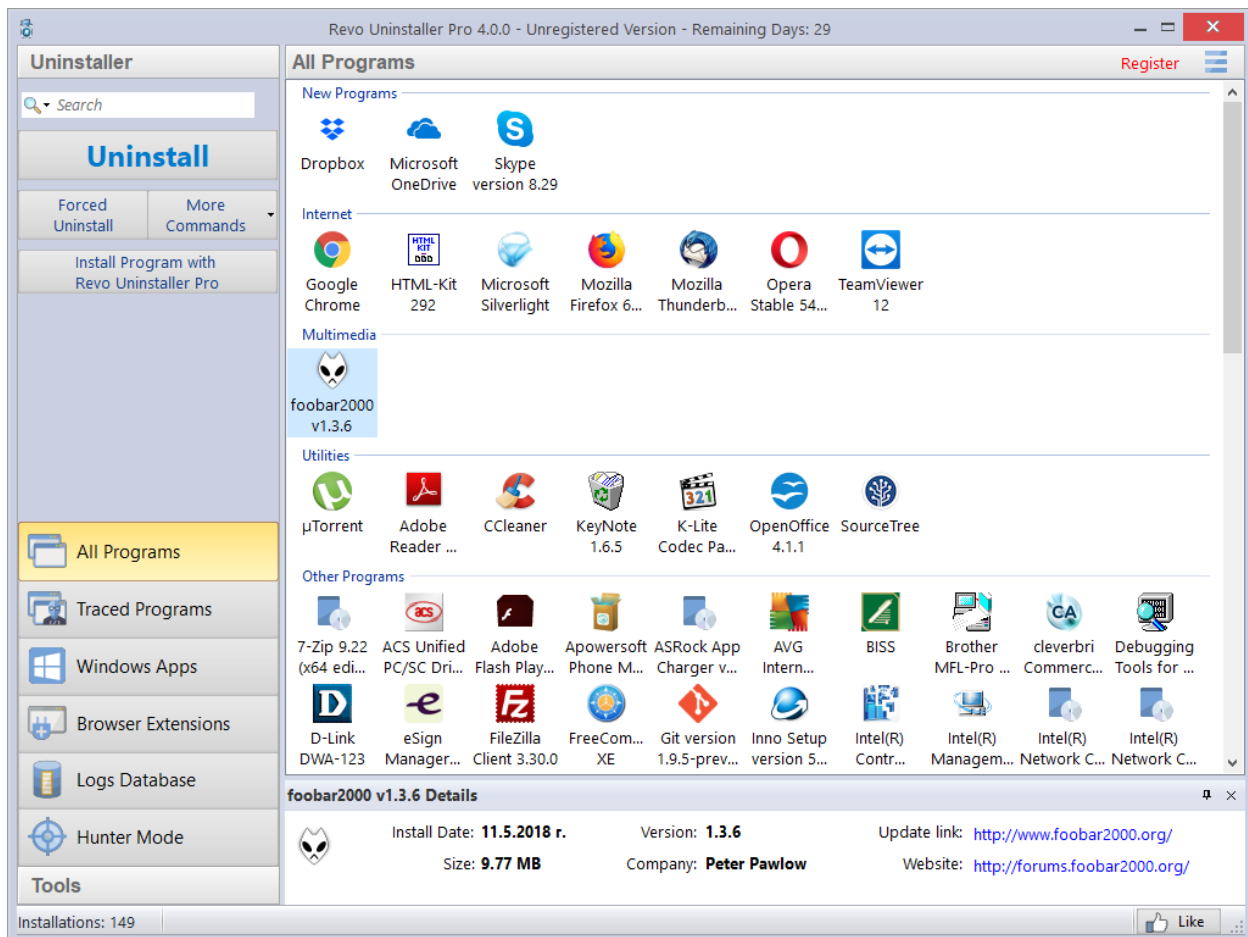 Revo Uninstaller Pro 4.0.0 - Unregistered Version - Remaining Days: 29
Uninstaller
Search
Uninstall
Forced
Uninstall
More
Commands
Install Program with
Revo Uninstaller Pro
All Programs
Traced Programs
Windows Apps
Browser Extensions
Logs Database
Hunter Mode
Tools
All Programs
Register
New Programs
Dropbox
Microsoft
OneDrive
Skype
version 8.29
Internet
Google
Chrome
HTML-Kit
292
Microsoft
Silverlight
Mozilla
Firefox 6...
Mozilla
Thunderb...
Opera
Stable 54...
TeamViewer
12
Multimedia
foobar2000
v1.3.6
Utilities
µTorrent
Adobe
Reader ...
CCleaner
KeyNote
1.6.5
321
K-Lite
Codec Pa...
OpenOffice
4.1.1
SourceTree
Other Programs
7-Zip 9.22
(x64 edi...
acs
ACS Unified
PC/SC Dri...
Adobe
Flash Play...
Apowersoft
Phone M...
ASRock App
Charger v...
AVG
Intern...
BISS
Brother
MFL-Pro ...
CA
cleverbri
Commerc...
Debugging
Tools for ...
D
D-Link
DWA-123
e
eSign
Manager...
Fz
FileZilla
Client 3.30.0
FreeCom...
XE
Git version
1.9.5-prev...
Inno Setup
version 5...
Intel(R)
Contr...
Intel(R)
Managem...
Intel(R)
Network C...
Intel(R)
Network C...
foobar2000 v1.3.6 Details
Install Date: 11.5.2018 r.
Version: 1.3.6
Update link: http://www.foobar2000.org/
Size: 9.77 MB
Company: Peter Pawlow
Website: http://forums.foobar2000.org/
Installations: 149
Like